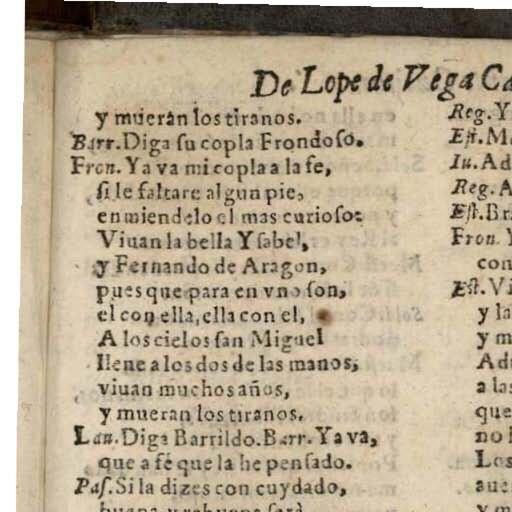 De Lope de Vega Ca
y mueran los tiranos.
Barr. Diga su copla Frondoso.
Fron. Ya va mi copla a la fe,
si le faltare algun pie,
enmiendelo el mas curioso:
Viuan la bella Ysabel,
y Fernando de Aragon,
pues que para en vno son,
el con ella, ella con el,
A los cielos san Miguel
lleue a los dos de las manos,
viuan muchos años,
y mueran los tiranos.
Lau. Diga Barrildo. Barr. Ya va,
que a fé que la he pensado.
Pas. Si la dizes con cuydado,
buena, y rebuena será.
Reg. Y
Est. M
Iu. Ad
Reg. A
Est. Br
Fron. Y
con
Est. Vi
y la
y m
Adu
a las
que
no l
Los
aue
y m